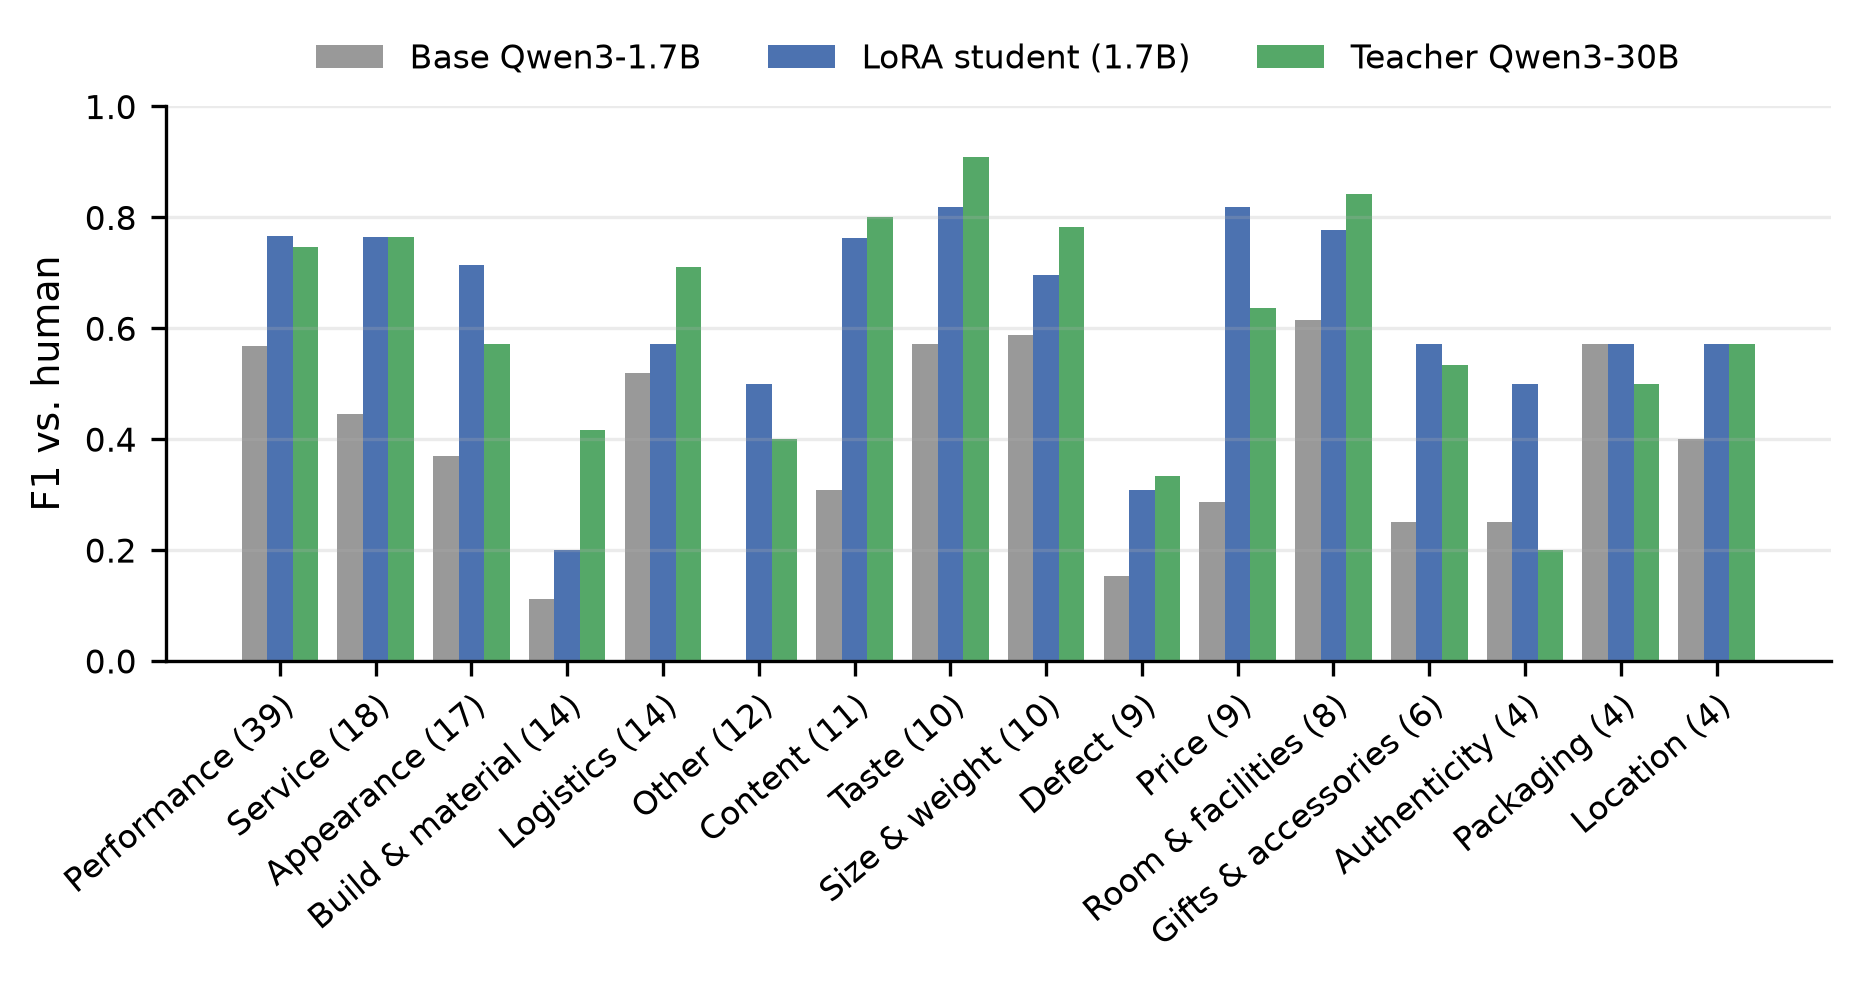 Base Qwen3-1.7B
LoRA student (1.7B)
Teacher Qwen3-30B
F1 vs. human
1.0
0.8
0.6
0.4
0.2
0.0
Performance (39)
Service (18)
Appearance (17)
Build & material (14)
Logistics (14)
Other (12)
Content (11)
Taste (10)
Size & weight (10)
Defect (9)
Price (9)
Room & facilities (8)
Gifts & accessories (6)
Authenticity (4)
Packaging (4)
Location (4)